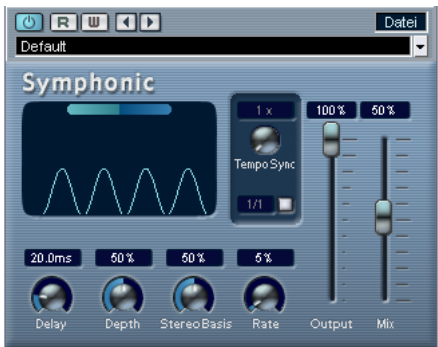 R W Datei
Default
Symphonic
1 x 100 % 50 %
Tempo Sync
1/1
20.0ms 50 % 50 % 5 %
Delay Depth Stereo Basis Rate Output Mix